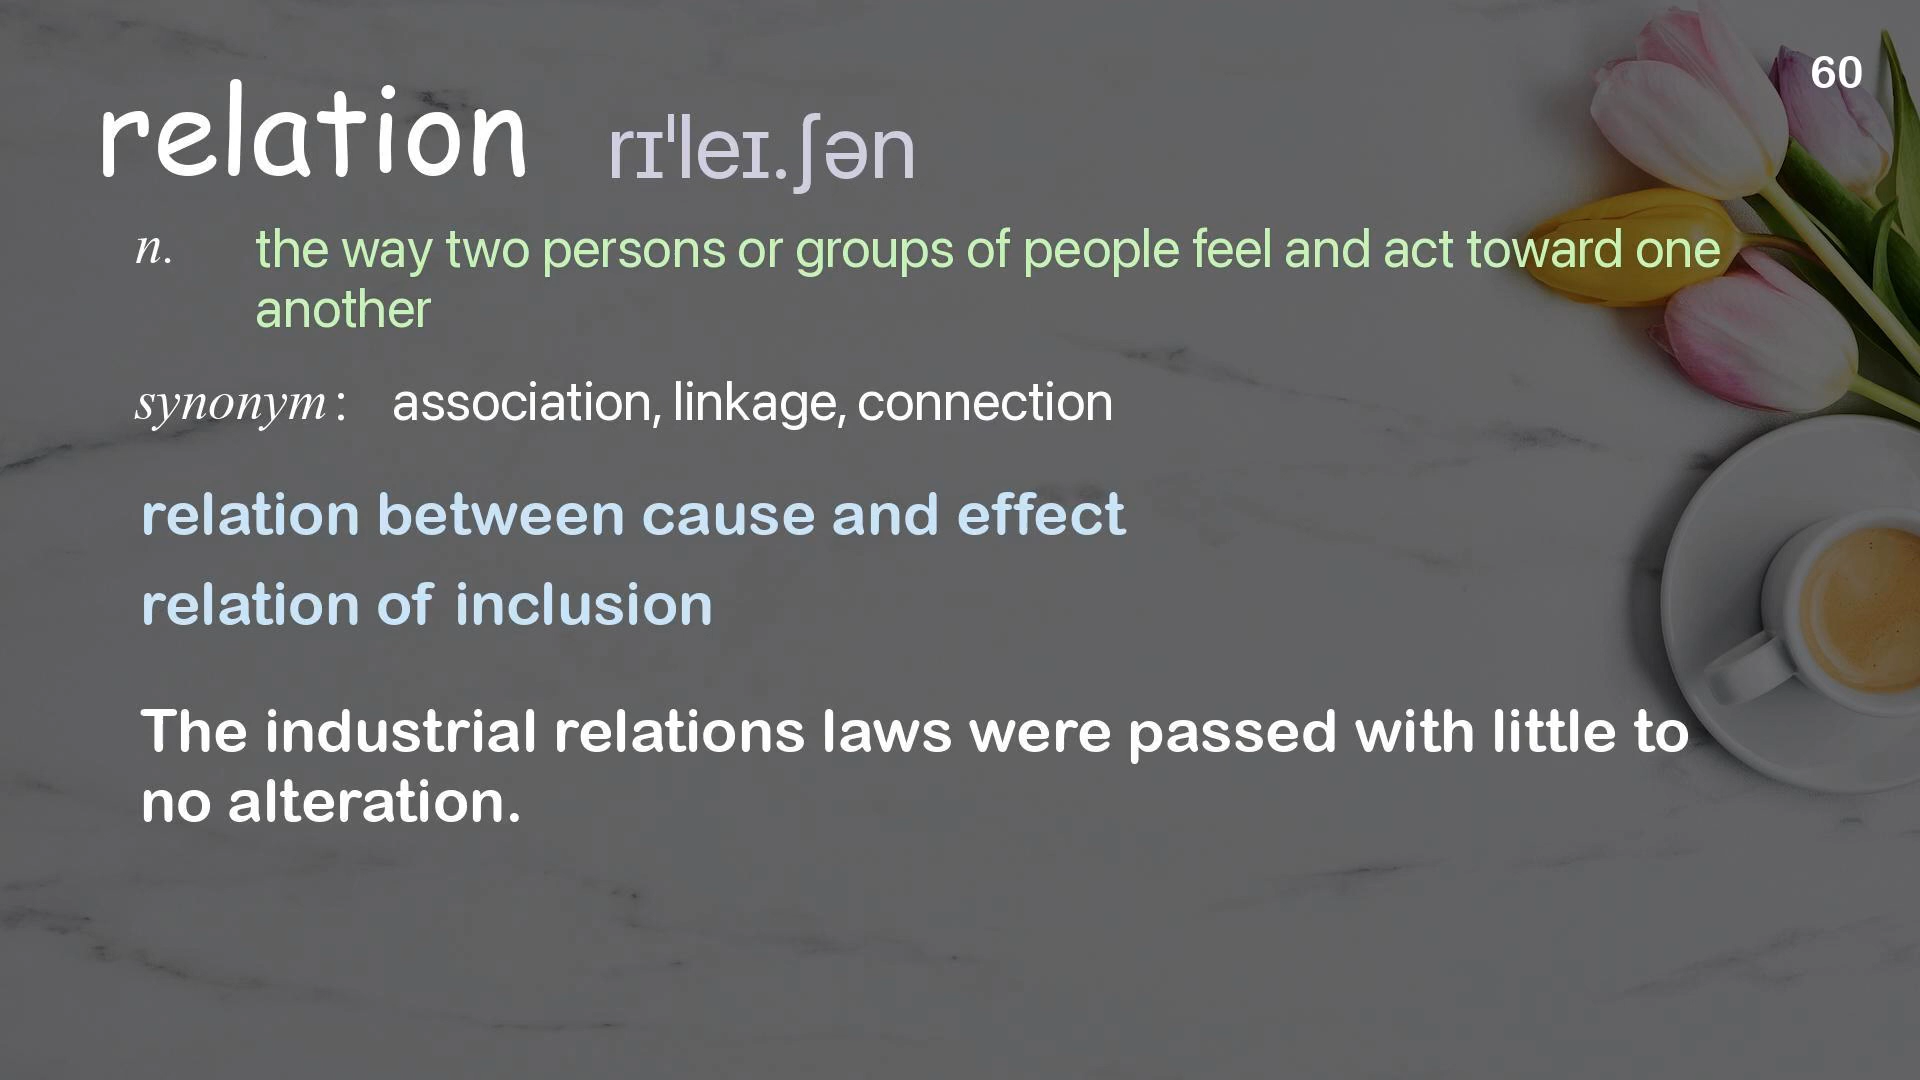 60
relation rɪˈleɪ.ʃən
n. the way two persons or groups of people feel and act toward one
another
synonym: association, linkage, connection
relation between cause and effect
relation of inclusion
The industrial relations laws were passed with little to
no alteration.